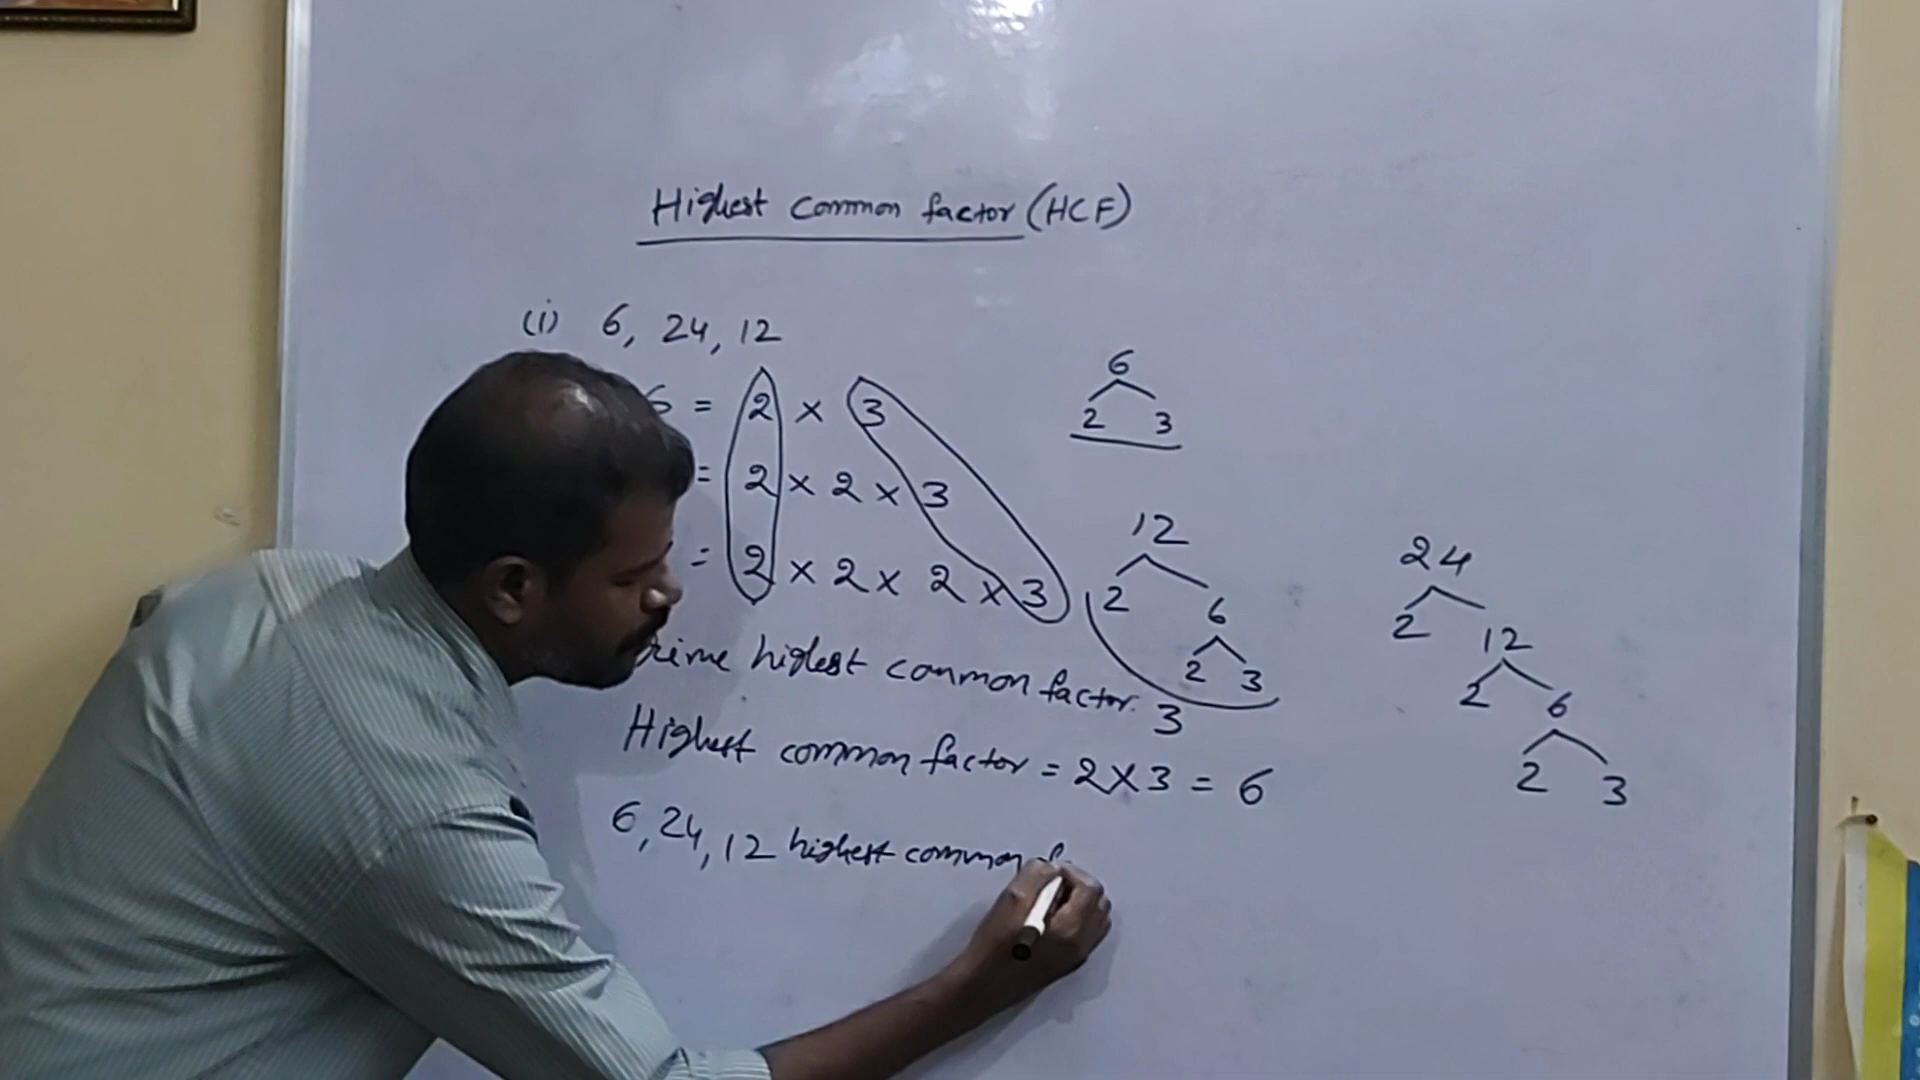 Highest common factor (HCF)
(i) 6, 24, 12
6 = 2 × 3
= 2 × 2 × 3
= 2 × 2 × 2 × 3
6
2 3
12
2 6
2 3
24
2 12
2 6
2 3
highest common factor. 3
Highest common factor = 2 × 3 = 6
6, 24, 12 highest common